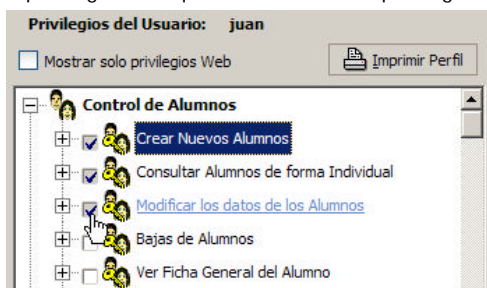 Privilegios del Usuario: juan
Mostrar solo privilegios Web
Imprimir Perfil
Control de Alumnos
Crear Nuevos Alumnos
Consultar Alumnos de forma Individual
Modificar los datos de los Alumnos
Bajas de Alumnos
Ver Ficha General del Alumno